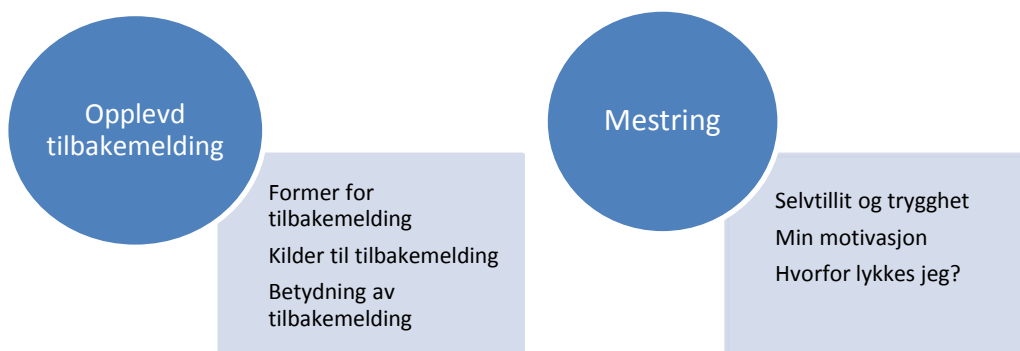 Opplevd
tilbakemelding
Former for
tilbakemelding
Kilder til tilbakemelding
Betydning av
tilbakemelding
Mestring
Selvtillit og trygghet
Min motivasjon
Hvorfor lykkes jeg?